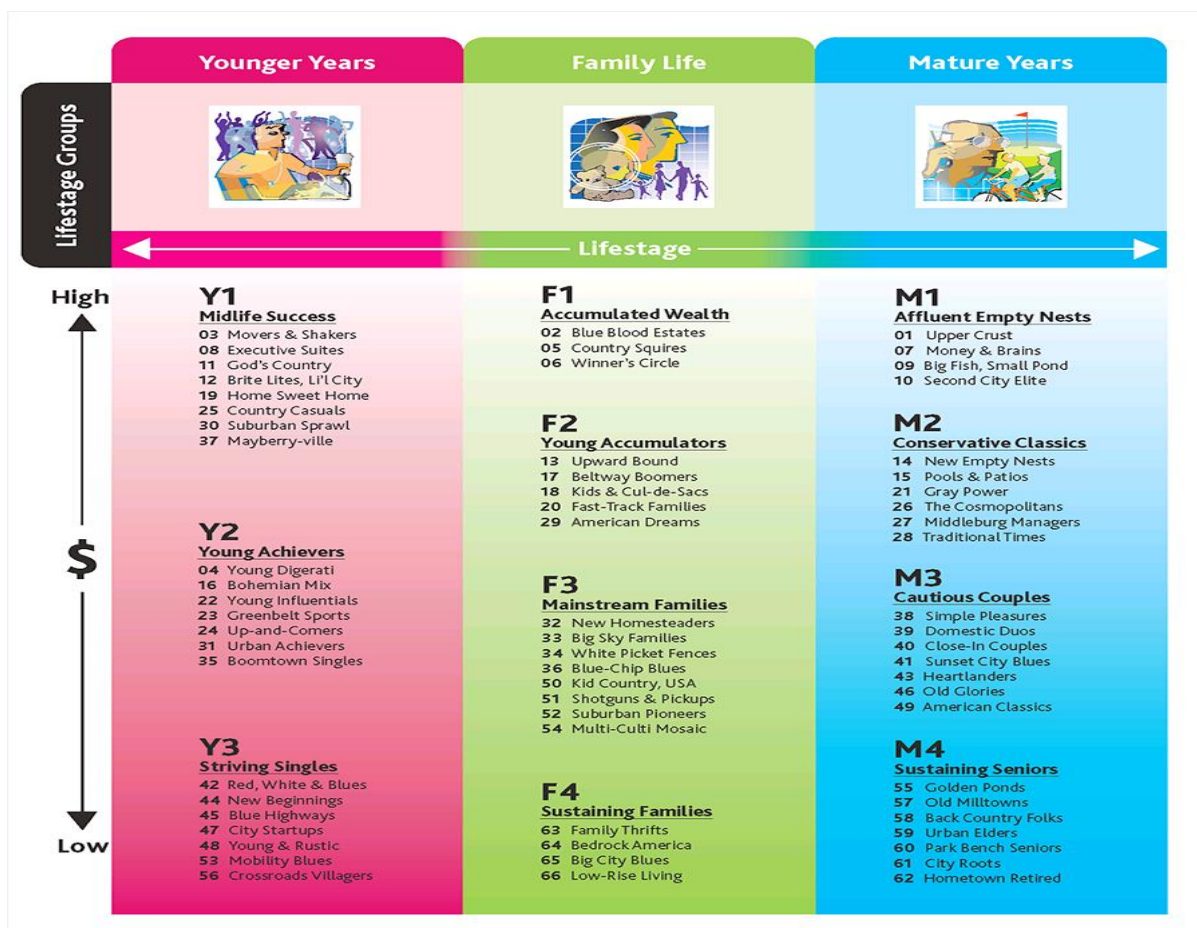 Younger Years
Family Life
Mature Years
Lifestage Groups
Lifestage
High
$
Low
Y1
Midlife Success
03 Movers & Shakers
08 Executive Suites
11 God's Country
12 Brite Lites, Li'l City
19 Home Sweet Home
25 Country Casuals
30 Suburban Sprawl
37 Mayberry-ville
Y2
Young Achievers
04 Young Digerati
16 Bohemian Mix
22 Young Influentials
23 Greenbelt Sports
24 Up-and-Comers
31 Urban Achievers
35 Boomtown Singles
Y3
Striving Singles
42 Red, White & Blues
44 New Beginnings
45 Blue Highways
47 City Startups
48 Young & Rustic
53 Mobility Blues
56 Crossroads Villagers
F1
Accumulated Wealth
02 Blue Blood Estates
05 Country Squires
06 Winner's Circle
F2
Young Accumulators
13 Upward Bound
17 Beltway Boomers
18 Kids & Cul-de-Sacs
20 Fast-Track Families
29 American Dreams
F3
Mainstream Families
32 New Homesteaders
33 Big Sky Families
34 White Picket Fences
36 Blue-Chip Blues
50 Kid Country, USA
51 Shotguns & Pickups
52 Suburban Pioneers
54 Multi-Culti Mosaic
F4
Sustaining Families
63 Family Thrifts
64 Bedrock America
65 Big City Blues
66 Low-Rise Living
M1
Affluent Empty Nests
01 Upper Crust
07 Money & Brains
09 Big Fish, Small Pond
10 Second City Elite
M2
Conservative Classics
14 New Empty Nests
15 Pools & Patios
21 Gray Power
26 The Cosmopolitans
27 Middleburg Managers
28 Traditional Times
M3
Cautious Couples
38 Simple Pleasures
39 Domestic Duos
40 Close-In Couples
41 Sunset City Blues
43 Heartlanders
46 Old Glories
49 American Classics
M4
Sustaining Seniors
55 Golden Ponds
57 Old Milltowns
58 Back Country Folks
59 Urban Elders
60 Park Bench Seniors
61 City Roots
62 Hometown Retired